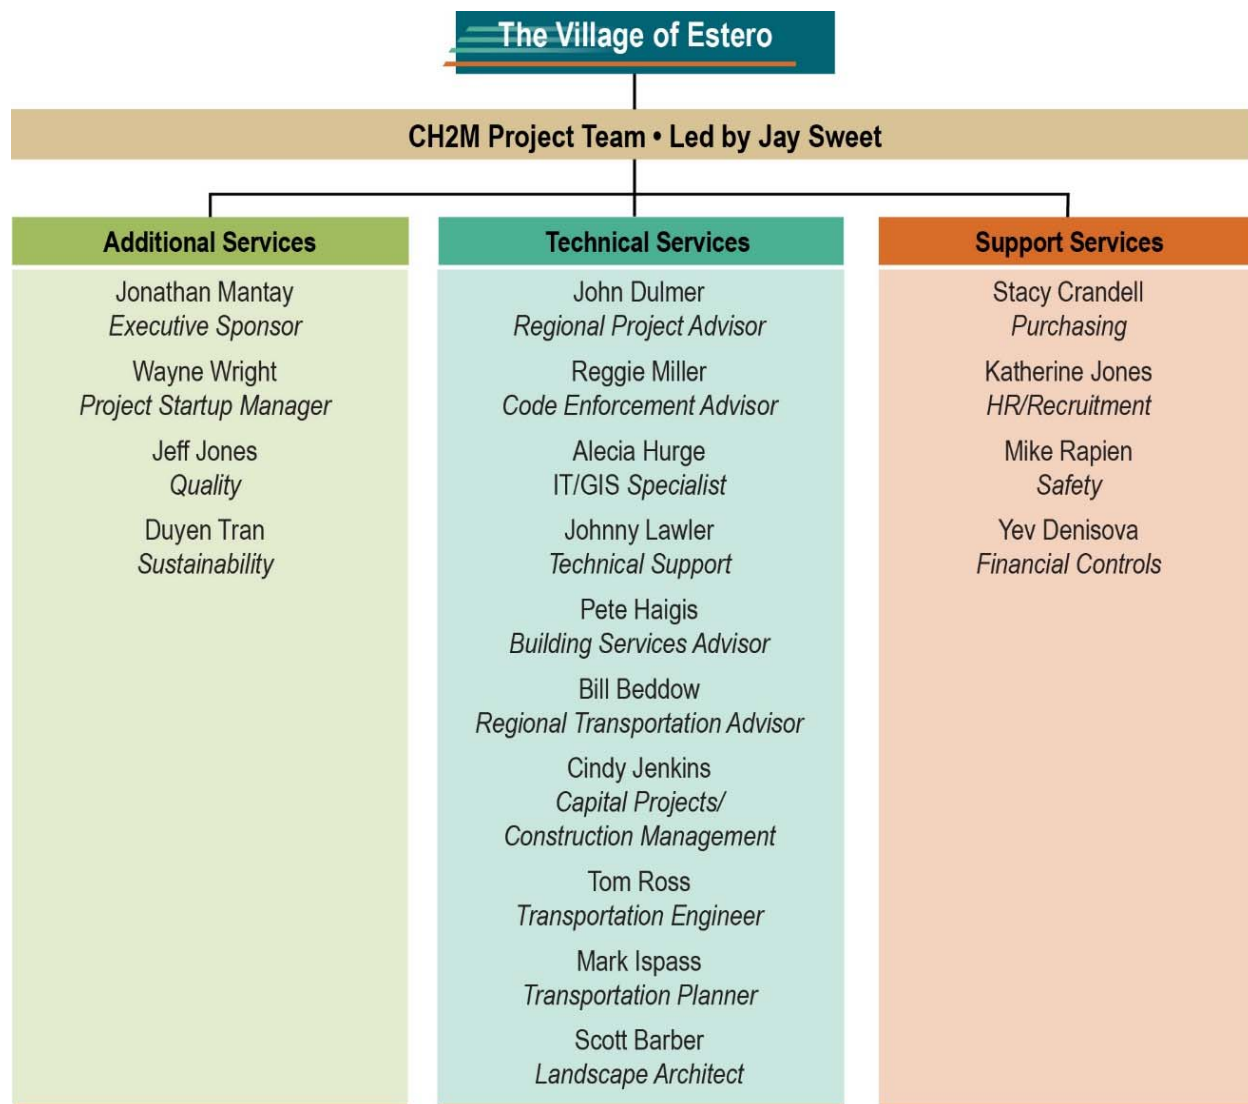 The Village of Estero
CH2M Project Team • Led by Jay Sweet
Additional Services
Jonathan Mantay
Executive Sponsor
Wayne Wright
Project Startup Manager
Jeff Jones
Quality
Duyen Tran
Sustainability
Technical Services
John Dulmer
Regional Project Advisor
Reggie Miller
Code Enforcement Advisor
Alecia Hurge
IT/GIS Specialist
Johnny Lawler
Technical Support
Pete Haigis
Building Services Advisor
Bill Beddow
Regional Transportation Advisor
Cindy Jenkins
Capital Projects/
Construction Management
Tom Ross
Transportation Engineer
Mark Ispass
Transportation Planner
Scott Barber
Landscape Architect
Support Services
Stacy Crandell
Purchasing
Katherine Jones
HR/Recruitment
Mike Rapien
Safety
Yev Denisova
Financial Controls